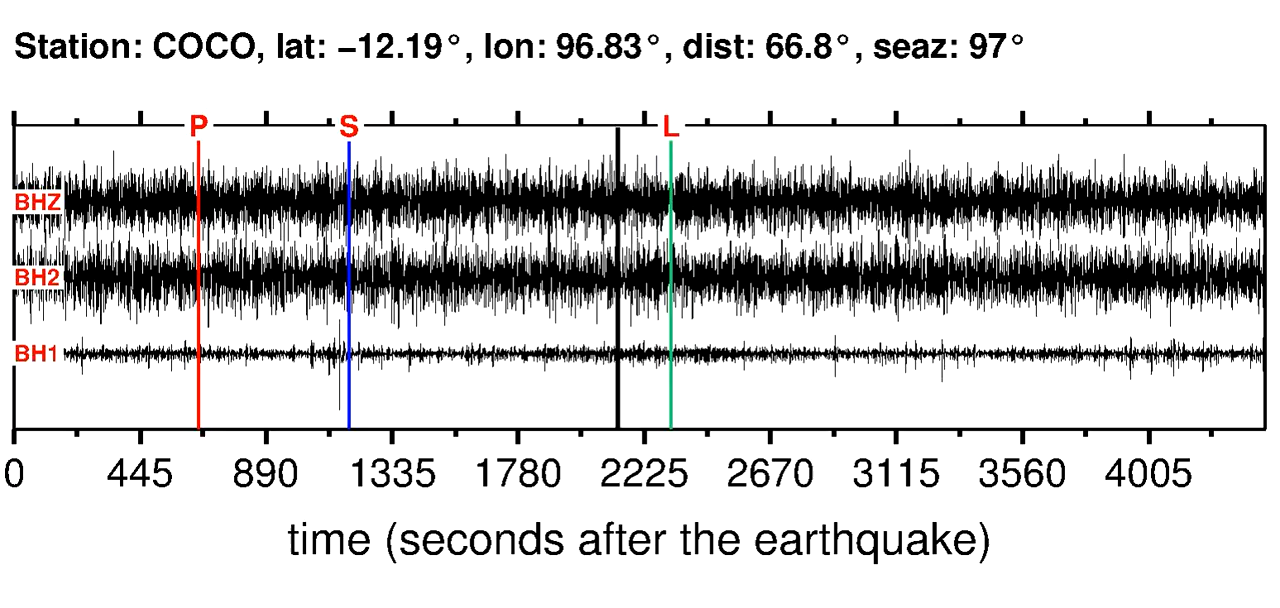 Station: COCO, lat: −12.19°, lon: 96.83°, dist: 66.8°, seaz: 97°
P S L
BHZ
BH2
BH1
0 445 890 1335 1780 2225 2670 3115 3560 4005
time (seconds after the earthquake)